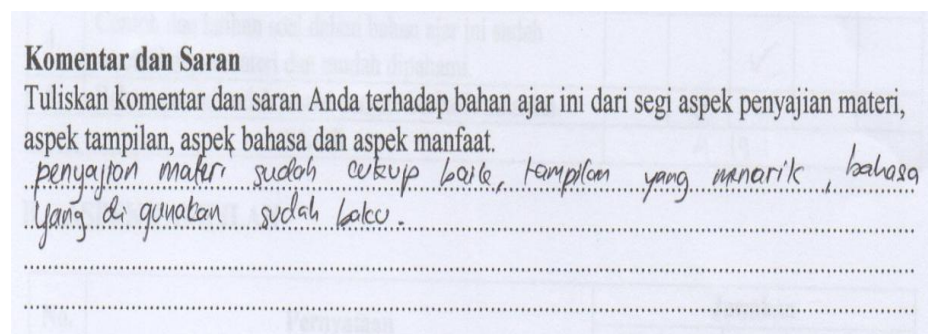 Komentar dan Saran
Tuliskan komentar dan saran Anda terhadap bahan ajar ini dari segi aspek penyajian materi,
aspek tampilan, aspek bahasa dan aspek manfaat.
penyajian materi sudah cukup baik, tampilan yang menarik, bahasa
yang di gunakan sudah baku.